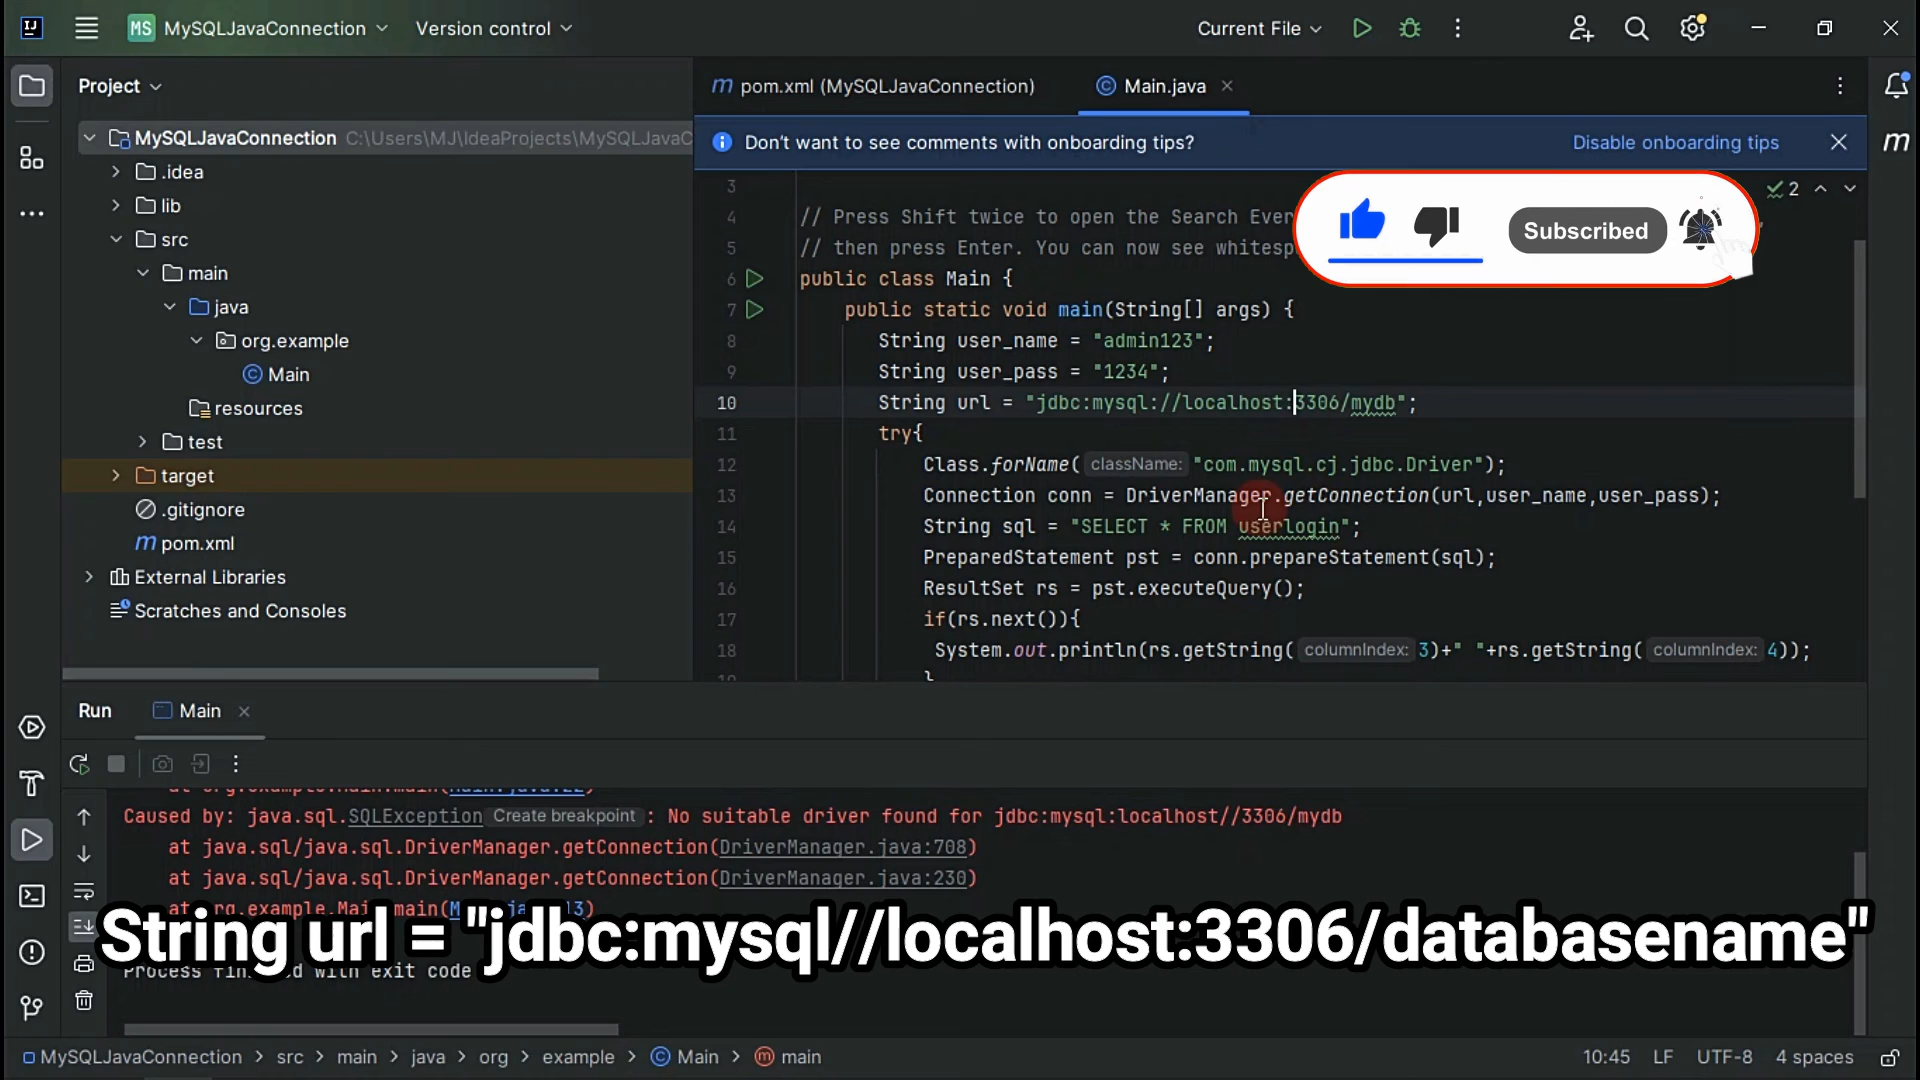 MS MySQLJavaConnection Version control Current File
Project
pom.xml (MySQLJavaConnection) Main.java
MySQLJavaConnection C:\Users\MJ\IdeaProjects\MySQLJavaC
.idea
lib
src
main
java
org.example
Main
resources
test
target
.gitignore
pom.xml
External Libraries
Scratches and Consoles
Don't want to see comments with onboarding tips? Disable onboarding tips
Subscribed
2
3
4 // Press Shift twice to open the Search Ever
5 // then press Enter. You can now see whitesp
6 public class Main {
7 public static void main(String[] args) {
8 String user_name = "admin123";
9 String user_pass = "1234";
10 String url = "jdbc:mysql://localhost:3306/mydb";
11 try{
12 Class.forName( className: "com.mysql.cj.jdbc.Driver");
13 Connection conn = DriverManager.getConnection(url,user_name,user_pass);
14 String sql = "SELECT * FROM userlogin";
15 PreparedStatement pst = conn.prepareStatement(sql);
16 ResultSet rs = pst.executeQuery();
17 if(rs.next()){
18 System.out.println(rs.getString( columnIndex: 3)+" "+rs.getString( columnIndex: 4));
}
Run Main
Caused by: java.sql.SQLException Create breakpoint : No suitable driver found for jdbc:mysql:localhost//3306/mydb
at java.sql/java.sql.DriverManager.getConnection(DriverManager.java:708)
at java.sql/java.sql.DriverManager.getConnection(DriverManager.java:230)
String url = "jdbc:mysql//localhost:3306/databasename"
with exit code
MySQLJavaConnection > src > main > java > org > example > Main > main 10:45 LF UTF-8 4 spaces